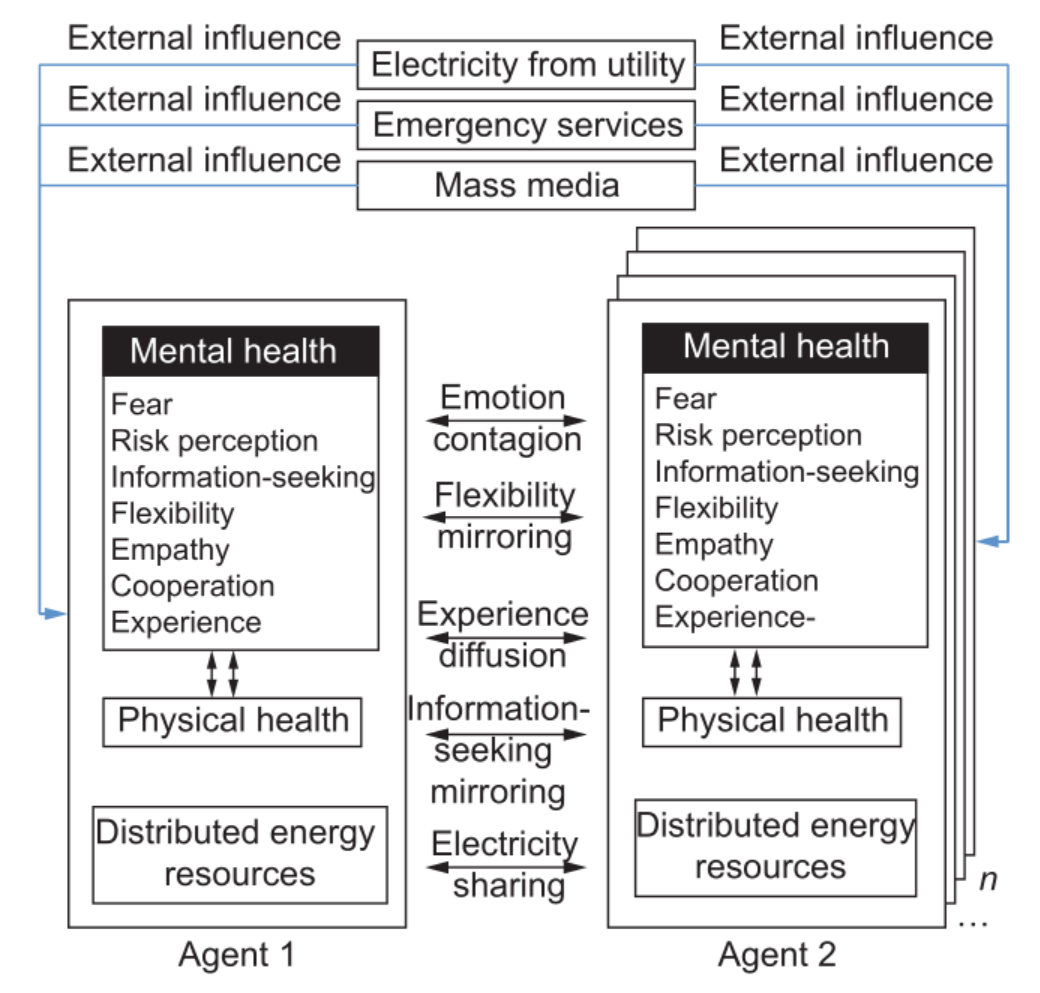 External influence
Electricity from utility
External influence
External influence
Emergency services
External influence
External influence
Mass media
External influence
Mental health
Fear
Risk perception
Information-seeking
Flexibility
Empathy
Cooperation
Experience
Physical health
Distributed energy
resources
Agent 1
Emotion
contagion
Flexibility
mirroring
Experience
diffusion
Information-
seeking
mirroring
Electricity
sharing
Mental health
Fear
Risk perception
Information-seeking
Flexibility
Empathy
Cooperation
Experience-
Physical health
Distributed energy
resources
n
...
Agent 2